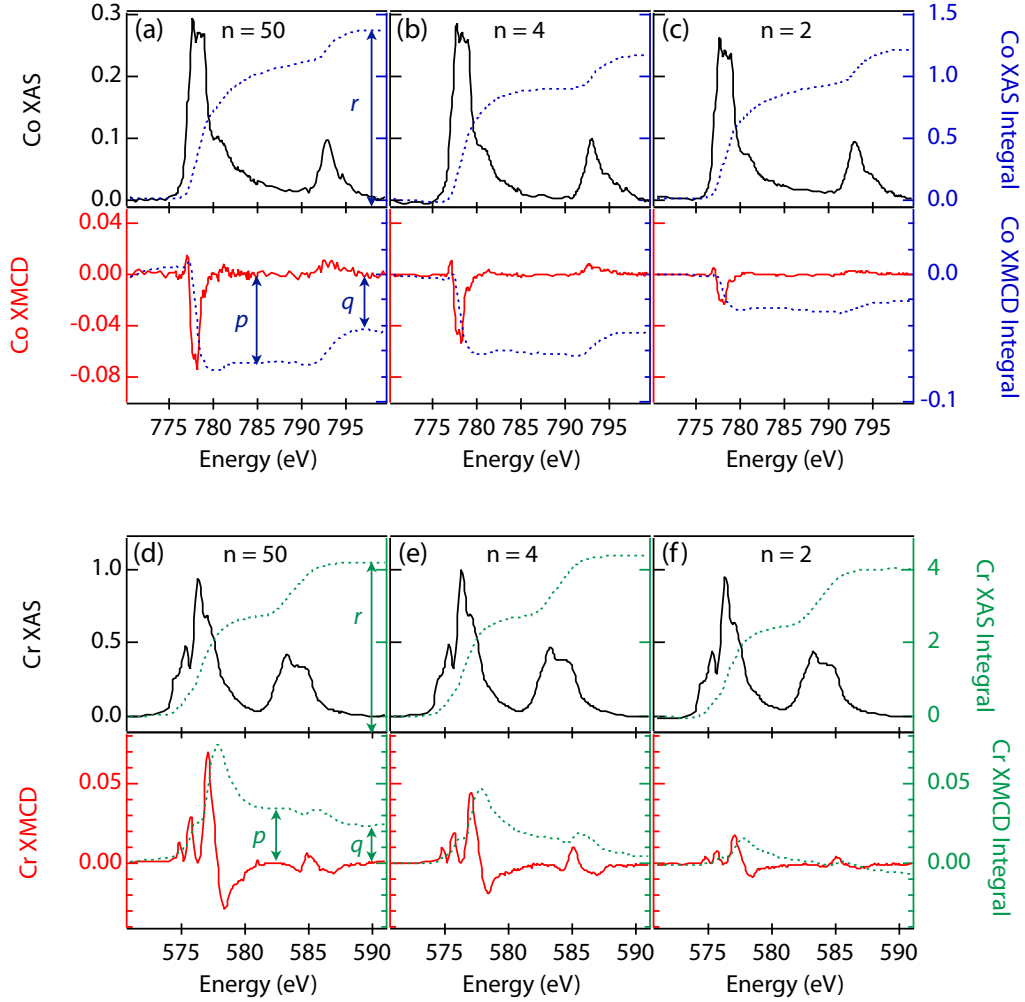 (a) n = 50
(b) n = 4
(c) n = 2
Co XAS
0.3
0.2
0.1
0.0
r
1.5
1.0
0.5
0.0
Co XAS Integral
Co XMCD
0.04
0.00
-0.04
-0.08
p
q
0.0
-0.1
Co XMCD Integral
775 780 785 790 795
775 780 785 790 795
775 780 785 790 795
Energy (eV)
Energy (eV)
Energy (eV)
(d) n = 50
(e) n = 4
(f) n = 2
Cr XAS
1.0
0.5
0.0
r
4
2
0
Cr XAS Integral
Cr XMCD
0.05
0.00
p
q
0.05
0.00
Cr XMCD Integral
575 580 585 590
575 580 585 590
575 580 585 590
Energy (eV)
Energy (eV)
Energy (eV)